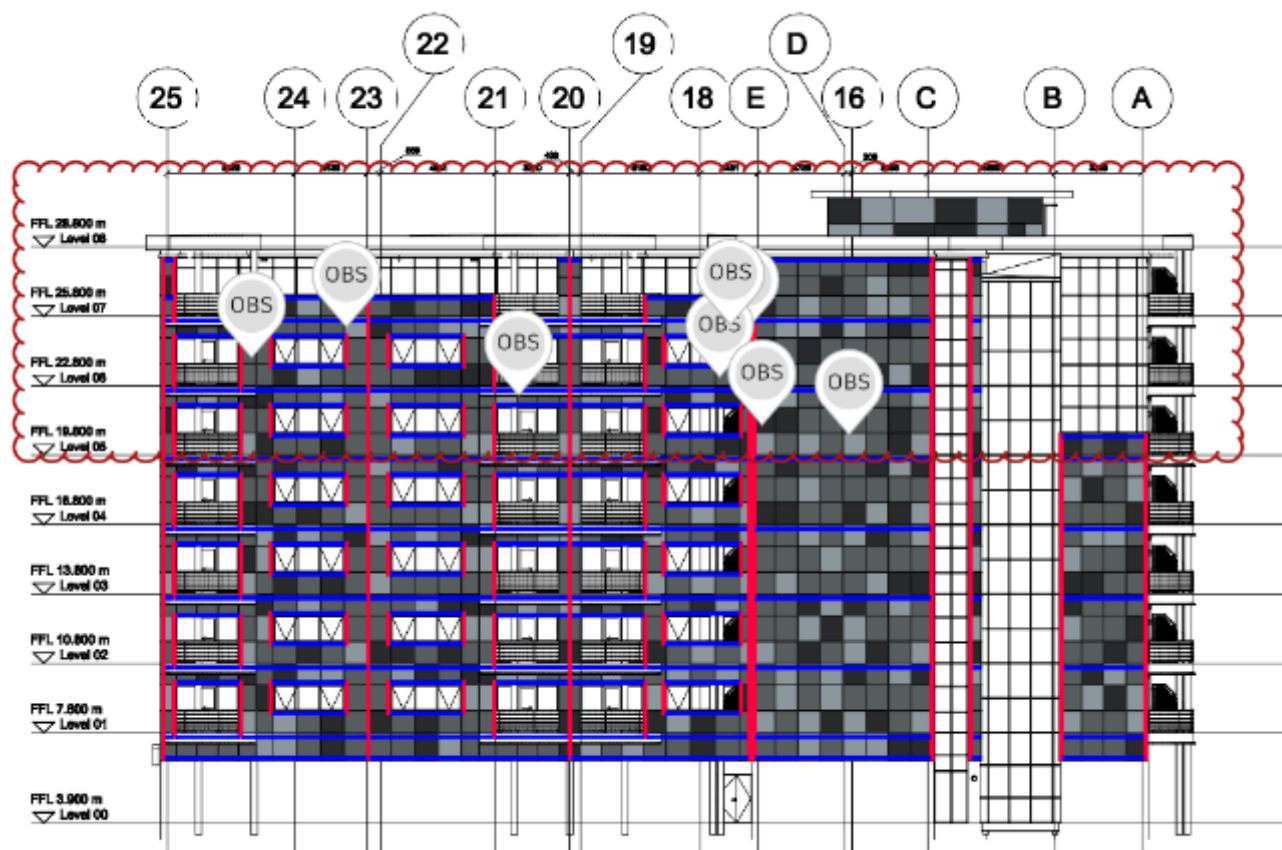 22
19
D
25
24
23
21
20
18
E
16
C
B
A
FFL 28.800 m
Level 08
OBS
OBS
FFL 25.800 m
Level 07
OBS
OBS
OBS
FFL 22.800 m
Level 06
OBS
OBS
FFL 19.800 m
Level 05
FFL 16.800 m
Level 04
FFL 13.800 m
Level 03
FFL 10.800 m
Level 02
FFL 7.800 m
Level 01
FFL 3.900 m
Level 00